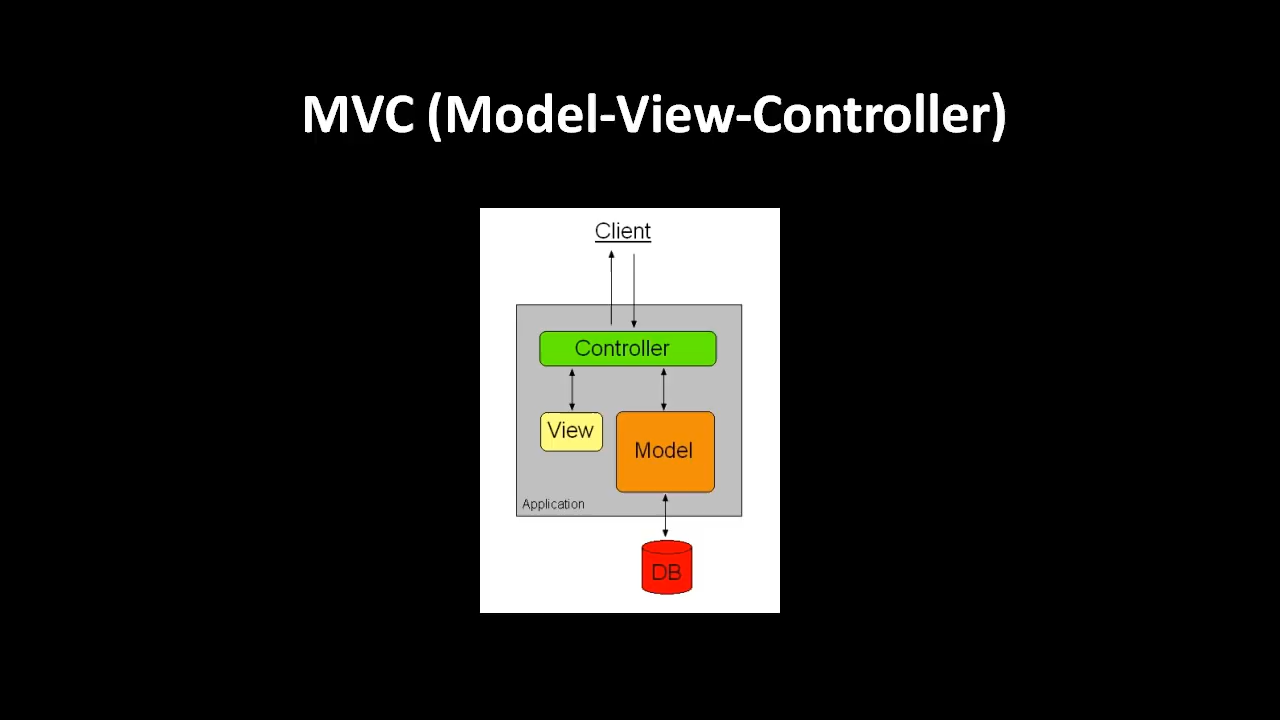 MVC (Model-View-Controller)
Client
Controller
View
Model
Application
DB